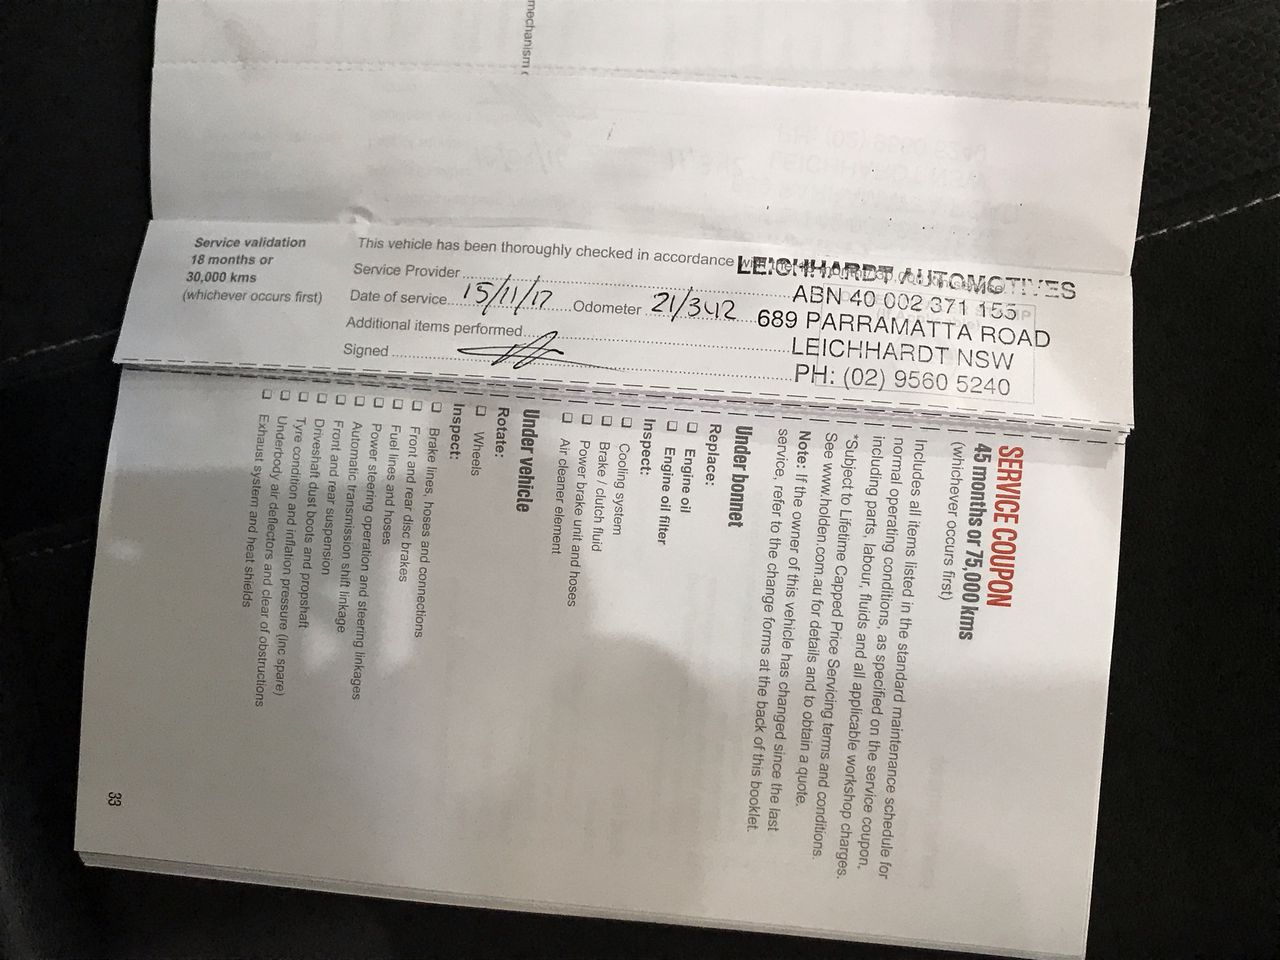 mechanism
Service validation
18 months or
30,000 kms
(whichever occurs first)
This vehicle has been thoroughly checked in accordance
Service Provider
Date of service 15/11/17 Odometer 21/342
Additional items performed
Signed
LEICHHARDT AUTOMOTIVES
ABN 40 002 371 155
689 PARRAMATTA ROAD
LEICHHARDT NSW
PH: (02) 9560 5240
SERVICE COUPON
45 months or 75,000 kms
(whichever occurs first)
Includes all items listed in the standard maintenance schedule for
normal operating conditions, as specified on the service coupon,
including parts, labour, fluids and all applicable workshop charges.
*Subject to Lifetime Capped Price Servicing terms and conditions.
See www.holden.com.au for details and to obtain a quote.
Note: If the owner of this vehicle has changed since the last
service, refer to the change forms at the back of this booklet.
Under bonnet
Replace:
Engine oil
Engine oil filter
Inspect:
Cooling system
Brake / clutch fluid
Power brake unit and hoses
Air cleaner element
Under vehicle
Rotate:
Wheels
Inspect:
Brake lines, hoses and connections
Front and rear disc brakes
Fuel lines and hoses
Power steering operation and steering linkages
Automatic transmission shift linkage
Front and rear suspension
Driveshaft dust boots and propshaft
Tyre condition and inflation pressure (inc spare)
Underbody air deflectors and clear of obstructions
Exhaust system and heat shields
33